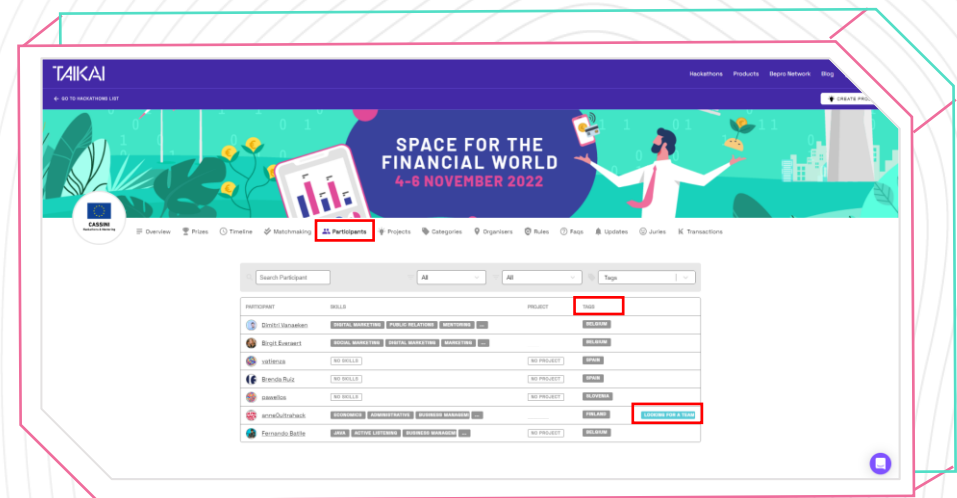 TAIKAI
Hackathons Products Bepro Network Blog
← GO TO HACKATHONS LIST
CREATE PROJ
SPACE FOR THE
FINANCIAL WORLD
4-6 NOVEMBER 2022
CASSINI
Overview Prizes Timeline Matchmaking Participants Projects Categories Organisers Rules Faqs Updates Juries Transactions
Search Participant All All Tags
PARTICIPANT SKILLS PROJECT TAGS
Dimitri Vanaeken DIGITAL MARKETING PUBLIC RELATIONS MENTORING ... BELGIUM
Birgit Evenaert SOCIAL MARKETING DIGITAL MARKETING MARKETING ... BELGIUM
vatienza NO SKILLS NO PROJECT SPAIN
Brenda Ruiz NO SKILLS NO PROJECT SPAIN
NO SKILLS NO PROJECT SLOVENIA
anneOultrahack ECONOMICS ADMINISTRATIVE BUSINESS MANAGEM ... FINLAND LOOKING FOR A TEAM
Fernando Batlle JAVA ACTIVE LISTENING BUSINESS MANAGEM ... NO PROJECT BELGIUM